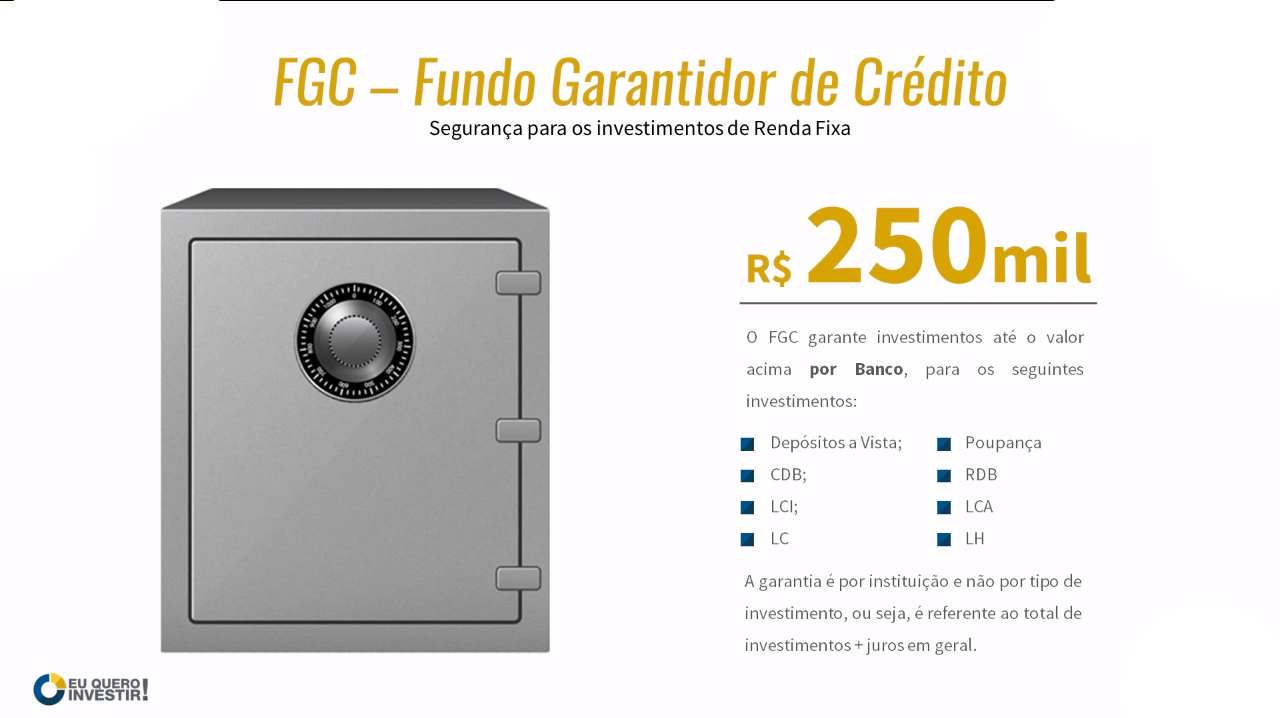 FGC – Fundo Garantidor de Crédito
Segurança para os investimentos de Renda Fixa
R$ 250mil
O FGC garante investimentos até o valor
acima por Banco, para os seguintes
investimentos:
Depósitos a Vista;
Poupança
CDB;
RDB
LCI;
LCA
LC
LH
A garantia é por instituição e não por tipo de
investimento, ou seja, é referente ao total de
investimentos + juros em geral.
EU QUERO
INVESTIR!